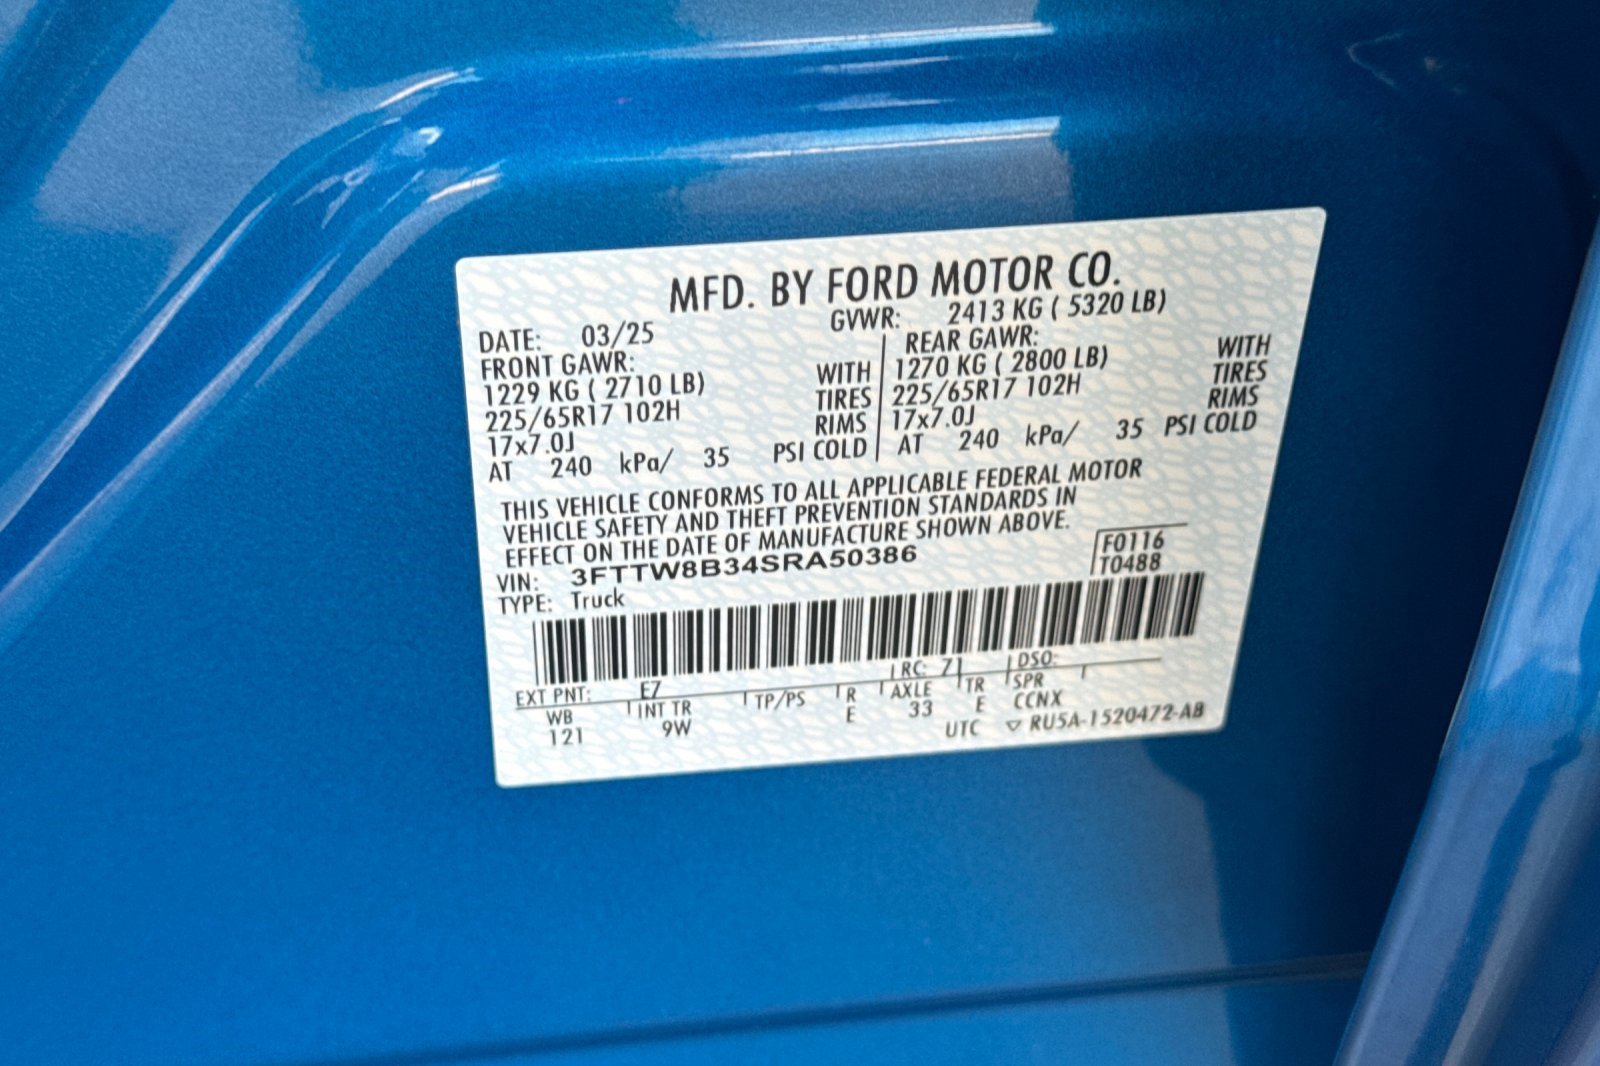 MFD. BY FORD MOTOR CO.
DATE: 03/25 GVWR: 2413 KG ( 5320 LB)
FRONT GAWR: REAR GAWR:
1229 KG ( 2710 LB) WITH 1270 KG ( 2800 LB) WITH
225/65R17 102H TIRES 225/65R17 102H TIRES
17x7.0J RIMS 17x7.0J RIMS
AT 240 kPa/ 35 PSI COLD AT 240 kPa/ 35 PSI COLD
THIS VEHICLE CONFORMS TO ALL APPLICABLE FEDERAL MOTOR
VEHICLE SAFETY AND THEFT PREVENTION STANDARDS IN
EFFECT ON THE DATE OF MANUFACTURE SHOWN ABOVE.
VIN: 3FTTW8B34SRA50386 F0116
TYPE: Truck T0488
EXT PNT: E7 RC: 71 DSO:
WB INT TR TP/PS R AXLE TR SPR
121 9W E 33 E CCNX
UTC ▽ RU5A-1520472-AB